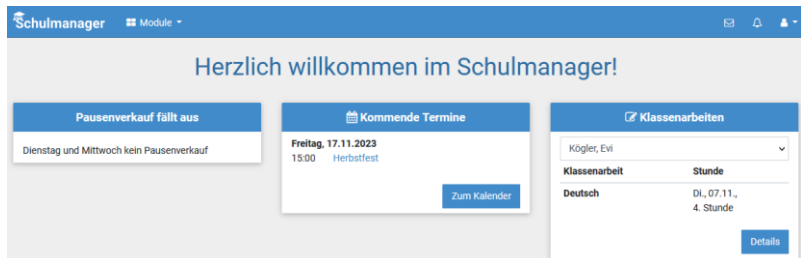 Schulmanager Module
Herzlich willkommen im Schulmanager!
Pausenverkauf fällt aus
Dienstag und Mittwoch kein Pausenverkauf
Kommende Termine
Freitag, 17.11.2023
15:00 Herbstfest
Zum Kalender
Klassenarbeiten
Kögler, Evi
Klassenarbeit Stunde
Deutsch Di., 07.11.,
4. Stunde
Details